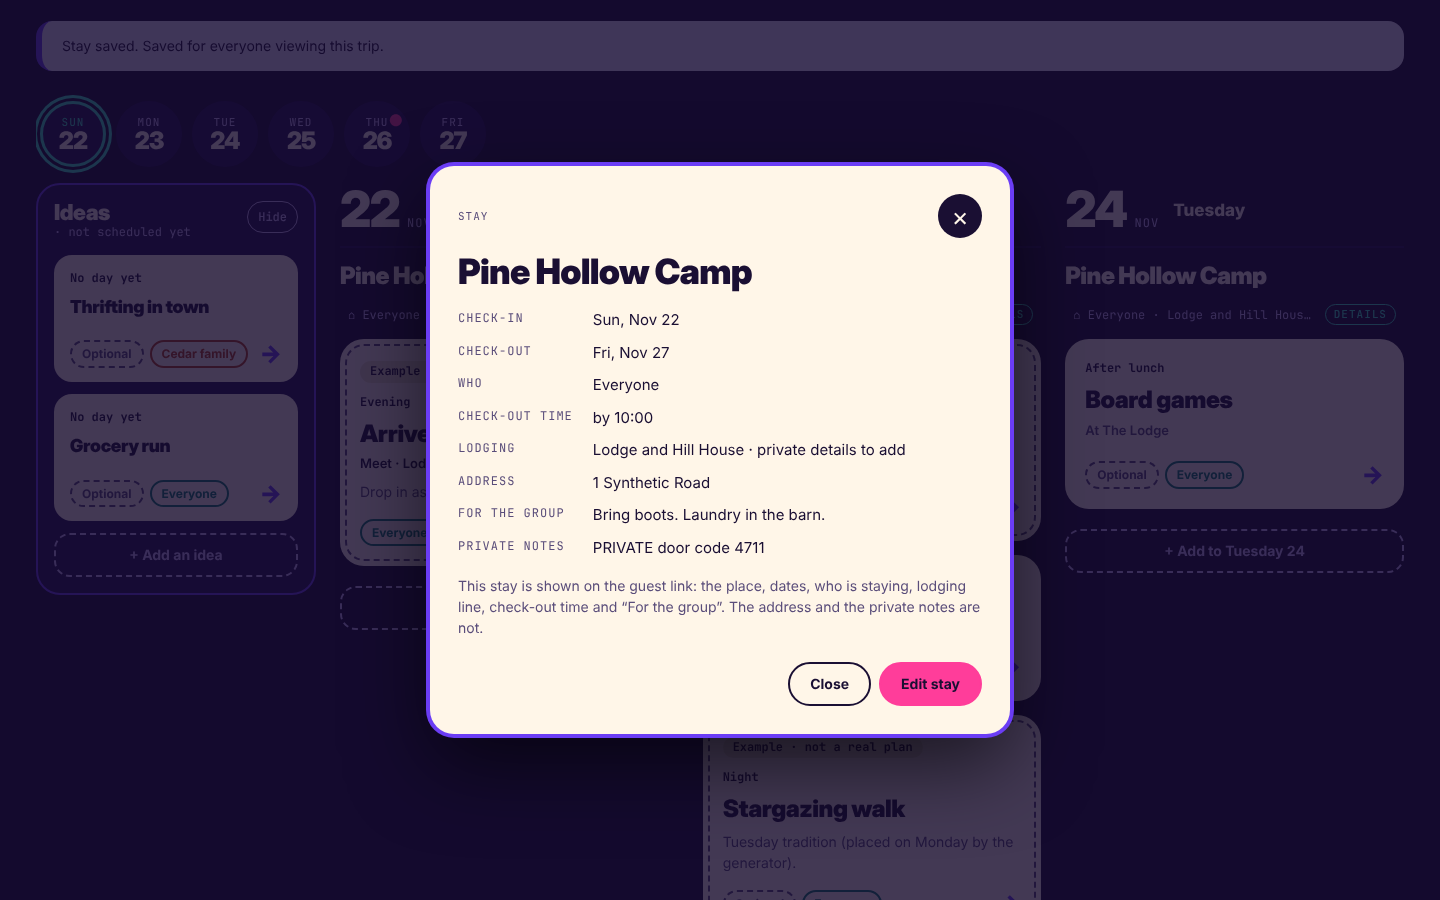 Stay saved. Saved for everyone viewing this trip.
SUN
22
MON
23
TUE
24
WED
25
THU
26
FRI
27
Ideas
· not scheduled yet
Hide
No day yet
Thrifting in town
Optional
Cedar family
No day yet
Grocery run
Optional
Everyone
+ Add an idea
22
Pine Hol
⌂ Everyone
Example
Evening
Arrive
Meet · Lod
Drop in as
Everyone
STAY
Pine Hollow Camp
CHECK-IN Sun, Nov 22
CHECK-OUT Fri, Nov 27
WHO Everyone
CHECK-OUT TIME by 10:00
LODGING Lodge and Hill House · private details to add
ADDRESS 1 Synthetic Road
FOR THE GROUP Bring boots. Laundry in the barn.
PRIVATE NOTES PRIVATE door code 4711
This stay is shown on the guest link: the place, dates, who is staying, lodging
line, check-out time and “For the group”. The address and the private notes are
not.
Close
Edit stay
Example · not a real plan
Night
Stargazing walk
Tuesday tradition (placed on Monday by the
generator).
24 NOV Tuesday
Pine Hollow Camp
⌂ Everyone · Lodge and Hill Hous…
DETAILS
After lunch
Board games
At The Lodge
Optional
Everyone
+ Add to Tuesday 24